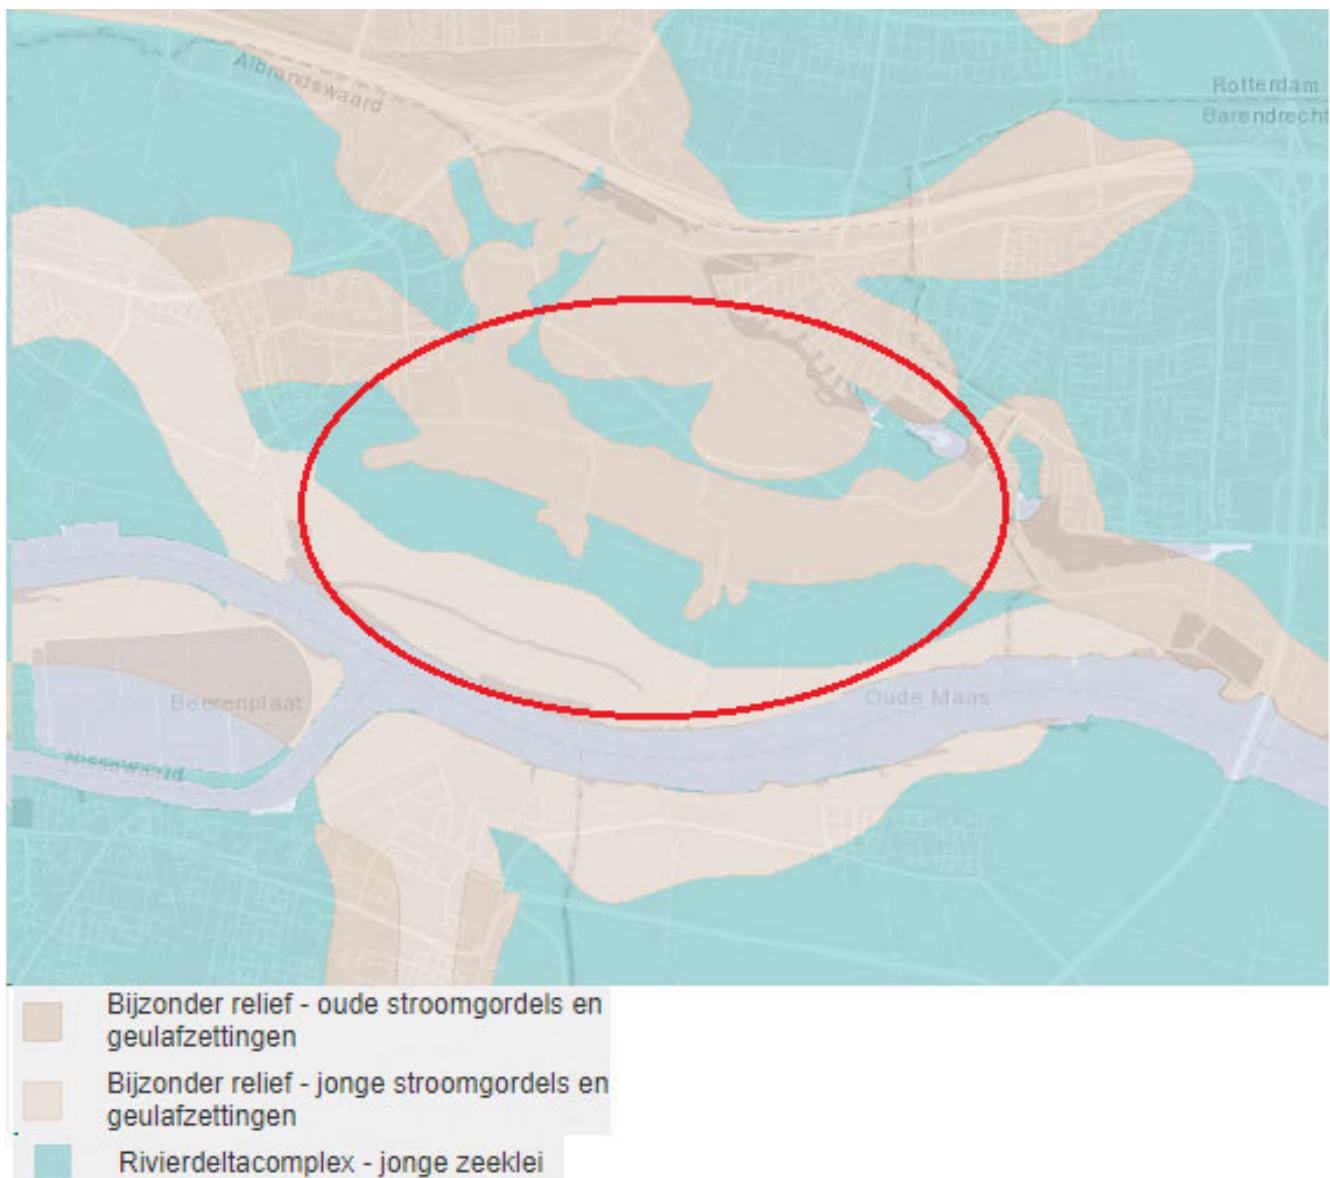 Albrandswaard
Rotterdam
Barendrecht
Beerenplaat
Oude Maas
Nissewaard
Bijzonder relief - oude stroomgordels en
geulafzettingen
Bijzonder relief - jonge stroomgordels en
geulafzettingen
Rivierdeltacomplex - jonge zeeklei